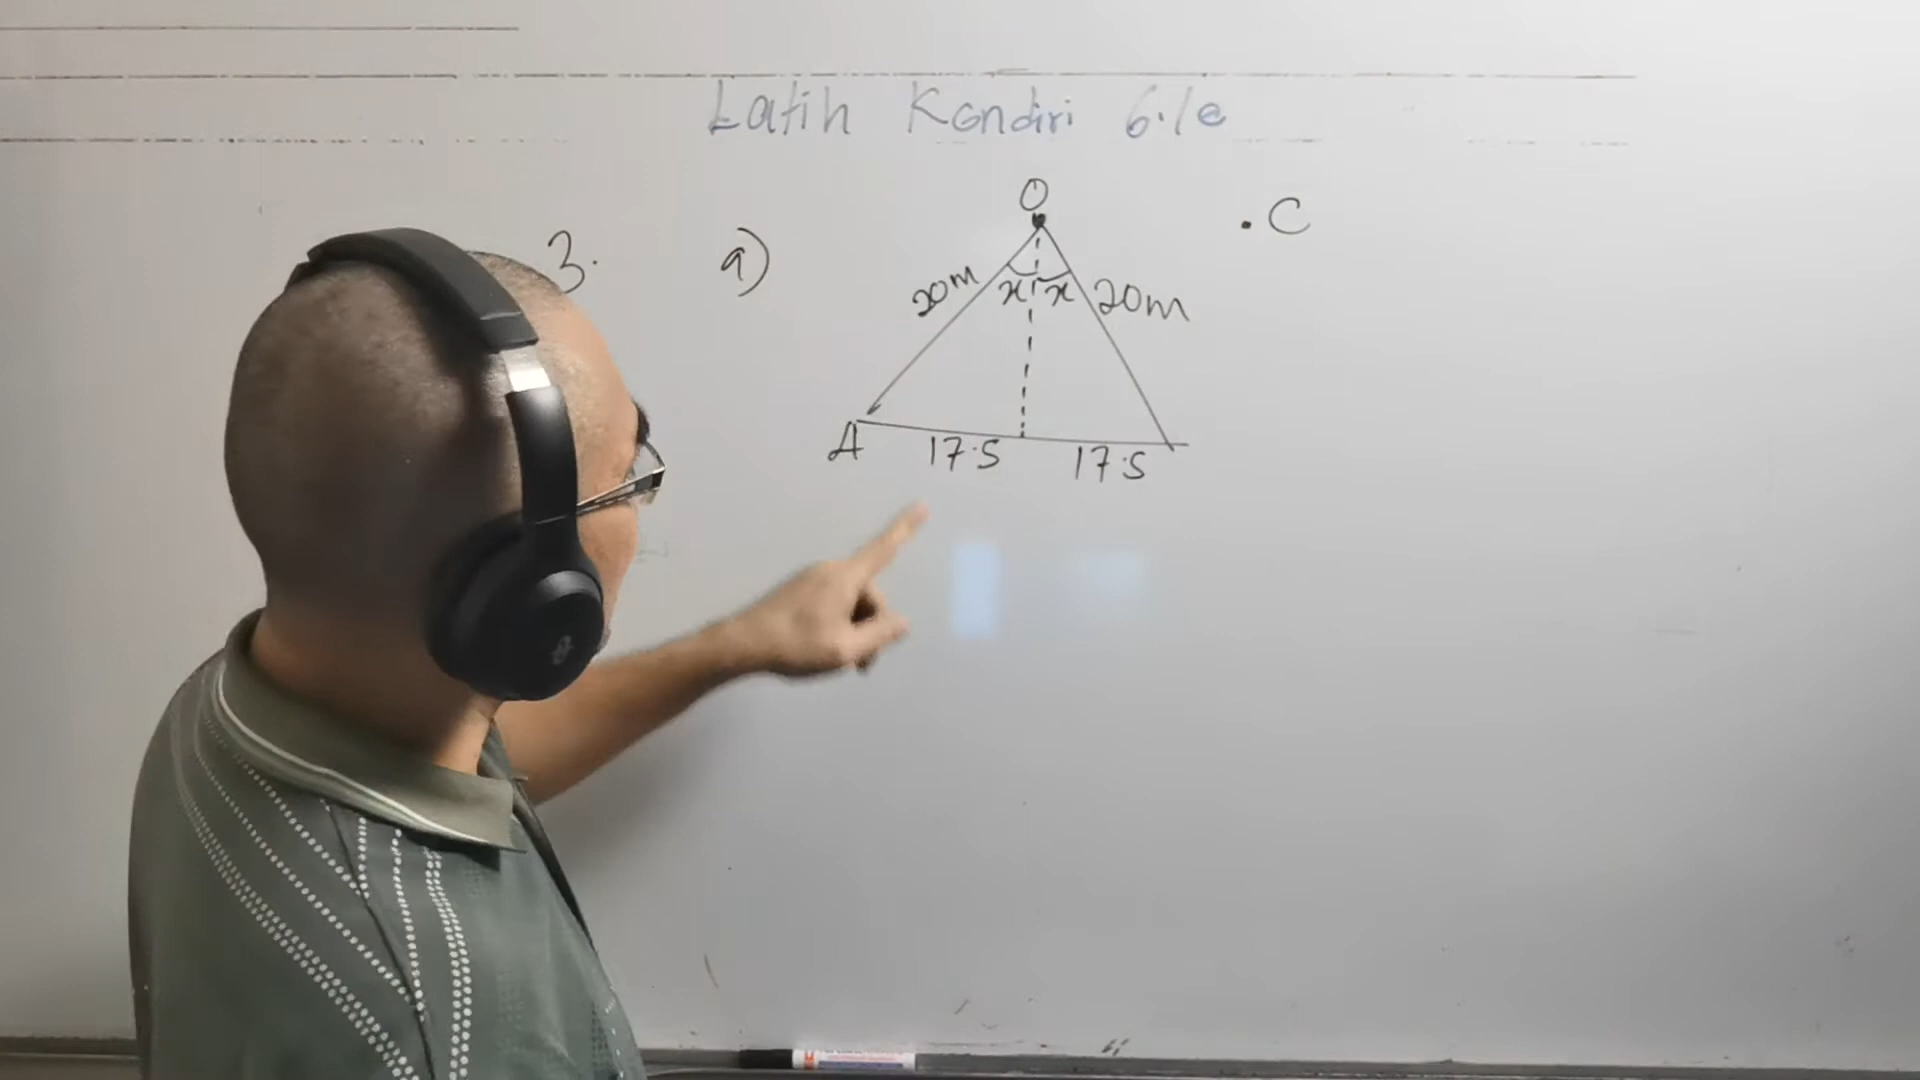 Latih Kendiri 6.1e
3. a)
O
. C
20m x x 20m
A 17.5 17.5